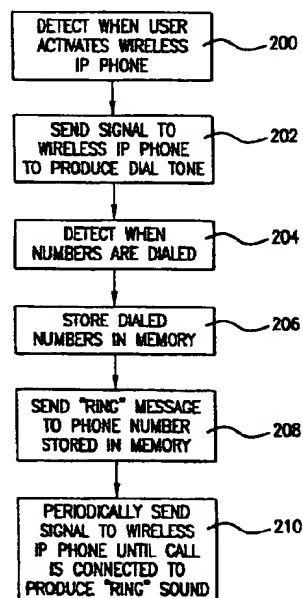 DETECT WHEN USER
ACTIVATES WIRELESS
IP PHONE
200
SEND SIGNAL TO
WIRELESS IP PHONE
TO PRODUCE DIAL TONE
202
DETECT WHEN
NUMBERS ARE DIALED
204
STORE DIALED
NUMBERS IN MEMORY
206
SEND "RING" MESSAGE
TO PHONE NUMBER
STORED IN MEMORY
208
PERIODICALLY SEND
SIGNAL TO WIRELESS
IP PHONE UNTIL CALL
IS CONNECTED TO
PRODUCE "RING" SOUND
210